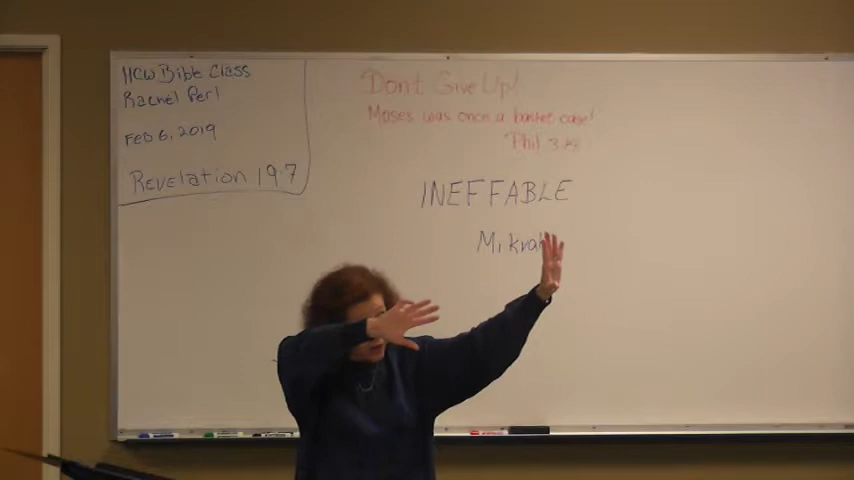 HCW Bible Class
Rachel Perl
Feb 6, 2019
Revelation 19:7
Don't Give Up!
Moses was once a basket case!
Phil
INEFFABLE